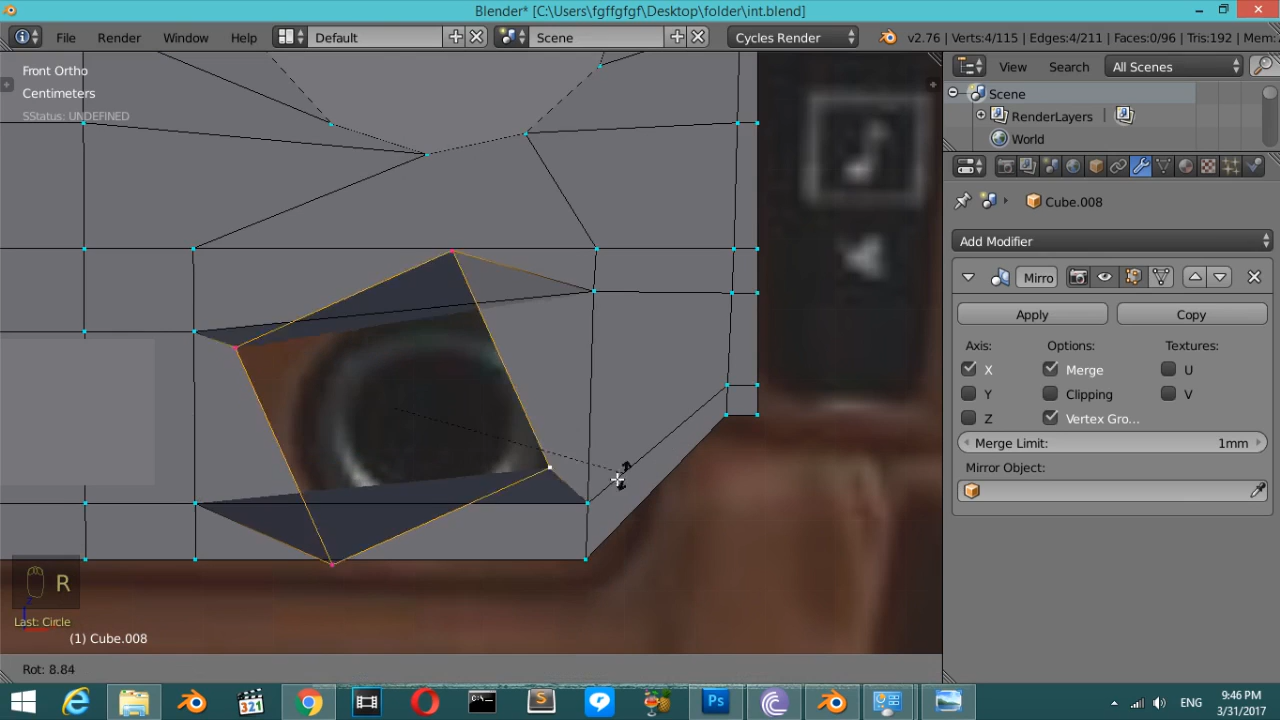 Blender* [C:\Users\fgffgfgf\Desktop\folder\int.blend]
File Render Window Help Default Scene Cycles Render v2.76 | Verts:4/115 | Edges:4/211 | Faces:0/96 | Tris:192 | Mem:
Front Ortho
Centimeters
SStatus: UNDEFINED
View Search All Scenes
Scene
RenderLayers
World
Cube.008
Add Modifier
Mirro
Apply Copy
Axis: Options: Textures:
X Merge U
Y Clipping V
Z Vertex Gro...
Merge Limit: 1mm
Mirror Object:
R
Last: Circle
(1) Cube.008
Rot: 8.84
321
Ps
ENG
9:46 PM
3/31/2017